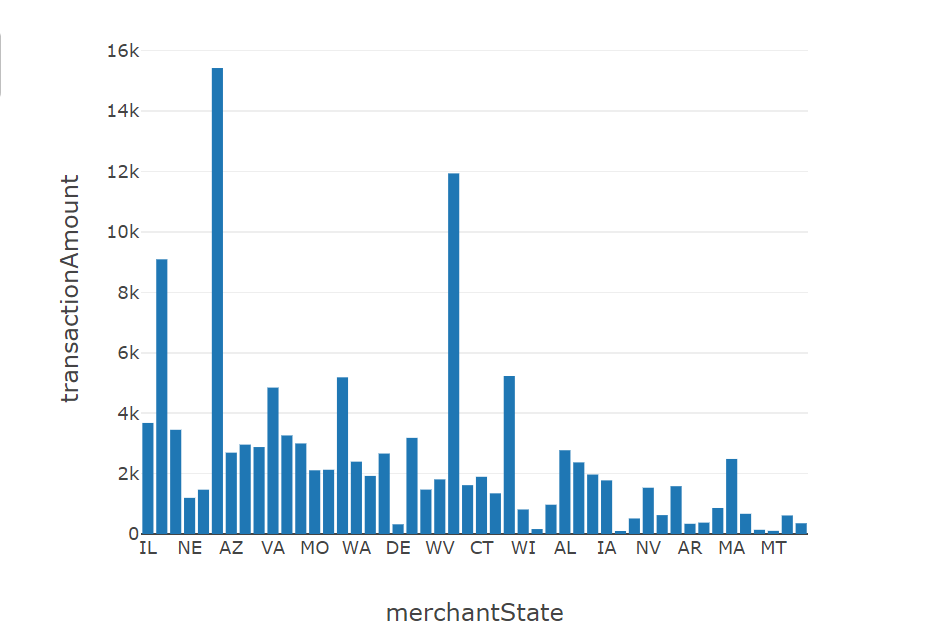 16k
14k
12k
10k
8k
6k
4k
2k
0
transactionAmount
IL NE AZ VA MO WA DE WV CT WI AL IA NV AR MA MT
merchantState